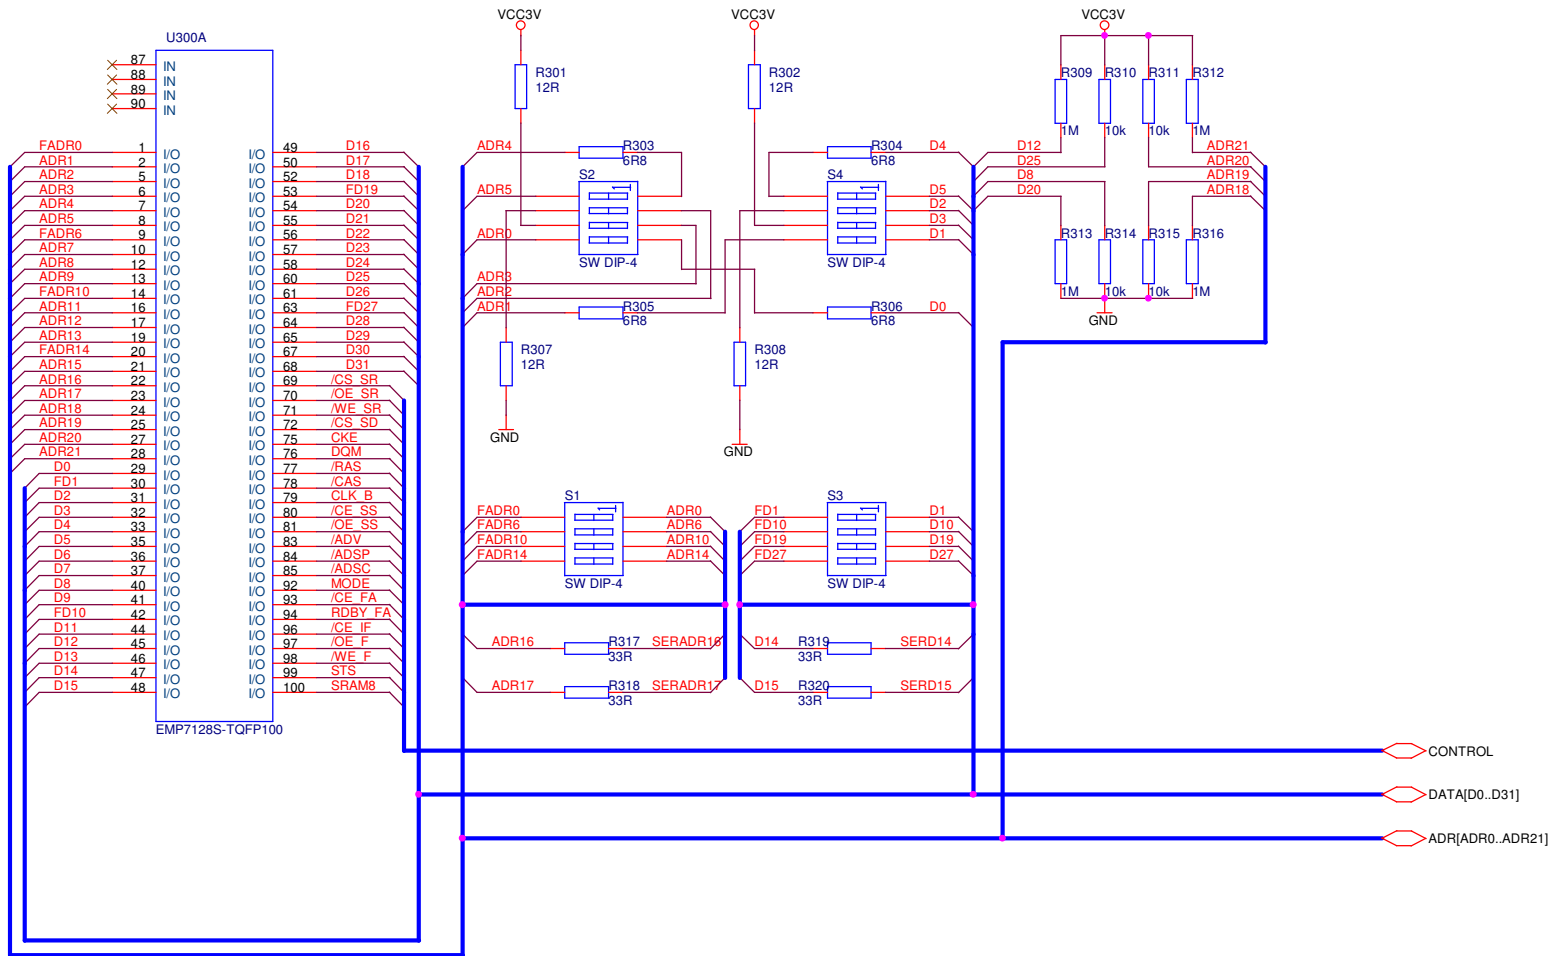 VCC3V
VCC3V
VCC3V
U300A
87 IN
88 IN
89 IN
90 IN
FADR0 1 I/O I/O 49 D16
ADR1 2 I/O I/O 50 D17
ADR2 5 I/O I/O 52 D18
ADR3 6 I/O I/O 53 FD19
ADR4 7 I/O I/O 54 D20
ADR5 8 I/O I/O 55 D21
FADR6 9 I/O I/O 56 D22
ADR7 10 I/O I/O 57 D23
ADR8 12 I/O I/O 58 D24
ADR9 13 I/O I/O 60 D25
FADR10 14 I/O I/O 61 D26
ADR11 16 I/O I/O 63 FD27
ADR12 17 I/O I/O 64 D28
ADR13 19 I/O I/O 65 D29
FADR14 20 I/O I/O 67 D30
ADR15 21 I/O I/O 68 D31
ADR16 22 I/O I/O 69 /CS_SR
ADR17 23 I/O I/O 70 /OE_SR
ADR18 24 I/O I/O 71 /WE_SR
ADR19 25 I/O I/O 72 /CS_SD
ADR20 27 I/O I/O 75 CKE
ADR21 28 I/O I/O 76 DQM
D0 29 I/O I/O 77 /RAS
FD1 30 I/O I/O 78 /CAS
D2 31 I/O I/O 79 CLK_B
D3 32 I/O I/O 80 /CE_SS
D4 33 I/O I/O 81 /OE_SS
D5 35 I/O I/O 83 /ADV
D6 36 I/O I/O 84 /ADSP
D7 37 I/O I/O 85 /ADSC
D8 40 I/O I/O 92 MODE
D9 41 I/O I/O 93 /CE_FA
FD10 42 I/O I/O 94 RDBY_FA
D11 44 I/O I/O 96 /CE_IF
D12 45 I/O I/O 97 /OE_F
D13 46 I/O I/O 98 /WE_F
D14 47 I/O I/O 99 STS
D15 48 I/O I/O 100 SRAM8
EMP7128S-TQFP100
R301
12R
R302
12R
R309 R310 R311 R312
1M 10k 10k 1M
ADR4 R303
6R8
R304 D4
6R8
D12 ADR21
D25 ADR20
D8 ADR19
D20 ADR18
S2
1
S4
1
ADR5
ADR0
SW DIP-4
D5
D2
D3
D1
SW DIP-4
ADR3
ADR2
ADR1 R305
6R8
R306 D0
6R8
R313 R314 R315 R316
1M 10k 10k 1M
GND
R307
12R
R308
12R
GND
GND
S1
1
FADR0 ADR0
FADR6 ADR6
FADR10 ADR10
FADR14 ADR14
SW DIP-4
S3
1
FD1 D1
FD10 D10
FD19 D19
FD27 D27
SW DIP-4
ADR16 R317 SERADR16
33R
D14 R319 SERD14
33R
ADR17 R318 SERADR17
33R
D15 R320 SERD15
33R
CONTROL
DATA[D0..D31]
ADR[ADR0..ADR21]